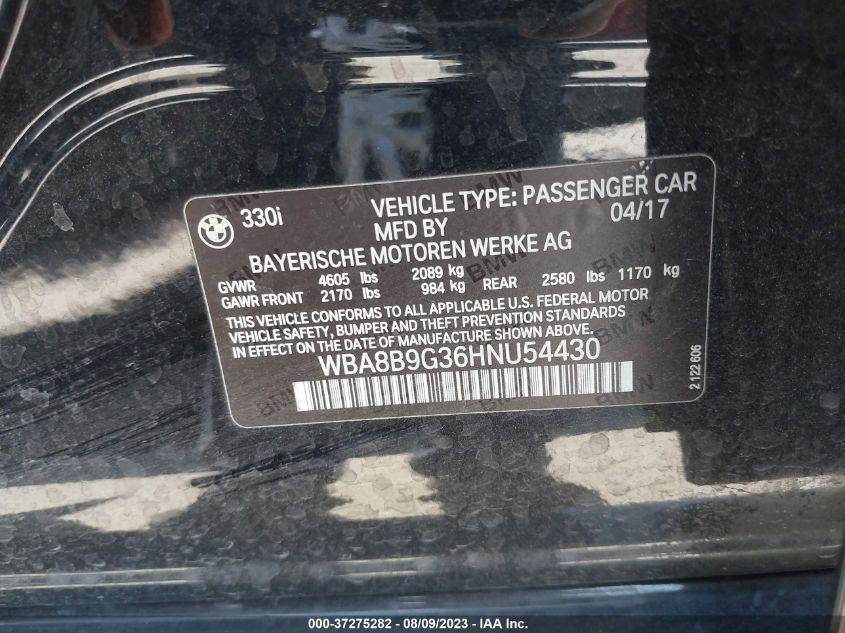 330i VEHICLE TYPE: PASSENGER CAR
MFD BY 04/17
BAYERISCHE MOTOREN WERKE AG
GVWR 4605 lbs 2089 kg
GAWR FRONT 2170 lbs 984 kg REAR 2580 lbs 1170 kg
THIS VEHICLE CONFORMS TO ALL APPLICABLE U.S. FEDERAL MOTOR
VEHICLE SAFETY, BUMPER AND THEFT PREVENTION STANDARDS
IN EFFECT ON THE DATE OF MANUFACTURE SHOWN ABOVE.
WBA8B9G36HNU54430
2 122 606
000-37275282 - 08/09/2023 - IAA Inc.